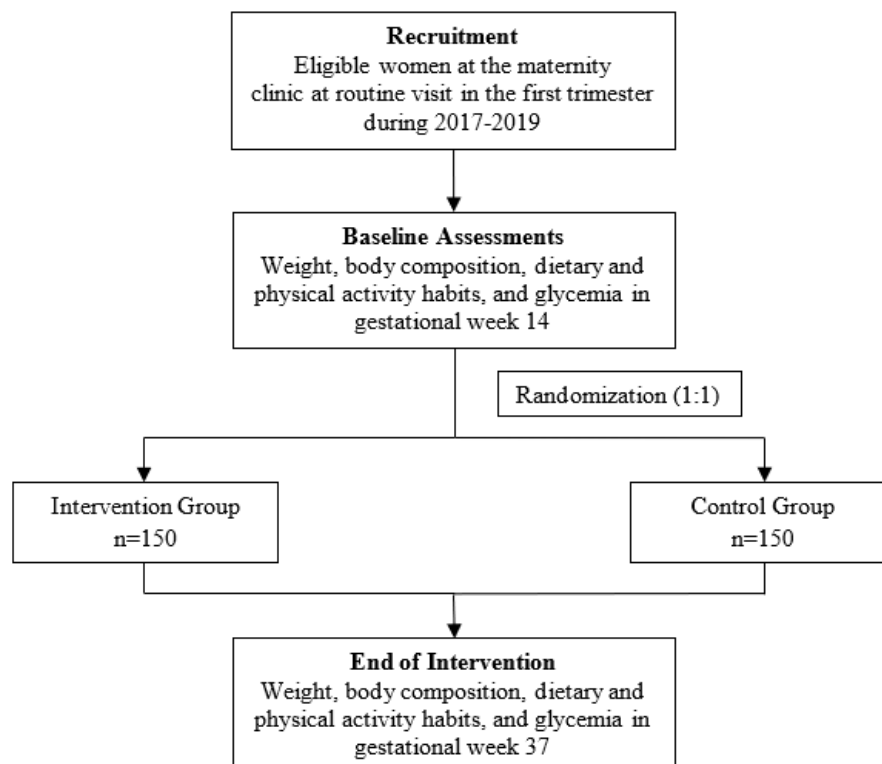 Recruitment
Eligible women at the maternity
clinic at routine visit in the first trimester
during 2017-2019
Baseline Assessments
Weight, body composition, dietary and
physical activity habits, and glycemia in
gestational week 14
Randomization (1:1)
Intervention Group
n=150
Control Group
n=150
End of Intervention
Weight, body composition, dietary and
physical activity habits, and glycemia in
gestational week 37